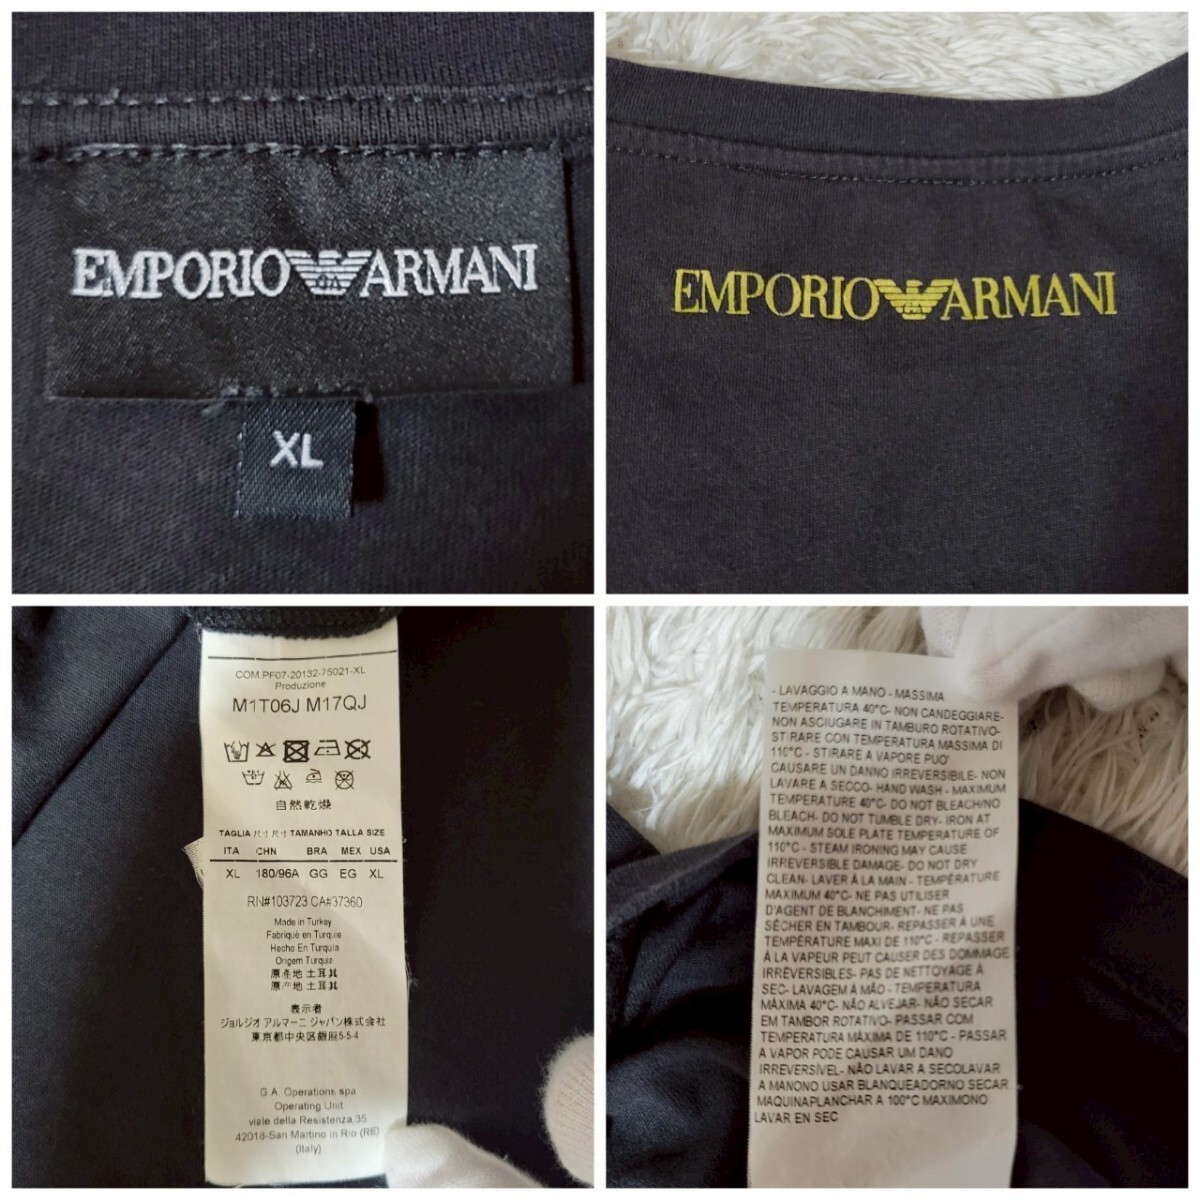 EMPORIO ARMANI
XL
EMPORIO ARMANI
COM.PF07-20132-75021-XL
Produzione
M1T06J M17QJ
自然乾燥
TAGLIA 尺寸 尺寸 TAMANHO TALLA SIZE
ITA CHN BRA MEX USA
XL 180/96A GG EG XL
RN#103723 CA#37360
Made in Turkey
Fabriqué en Turquie
Hecho En Turquia
Origem Turquia
原産地 土耳其
原产地 土耳其
表示者
ジョルジオ アルマーニ ジャパン株式会社
東京都中央区銀座5-5-4
G.A. Operations spa
Operating Unit
viale della Resistenza,35
42018-San Martino in Rio (RE)
(Italy)
- LAVAGGIO A MANO - MASSIMA
TEMPERATURA 40°C- NON CANDEGGIARE-
NON ASCIUGARE IN TAMBURO ROTATIVO-
STIRARE CON TEMPERATURA MASSIMA DI
110°C - STIRARE A VAPORE PUO'
CAUSARE UN DANNO IRREVERSIBILE- NON
LAVARE A SECCO- HAND WASH - MAXIMUM
TEMPERATURE 40°C- DO NOT BLEACH/NO
BLEACH- DO NOT TUMBLE DRY- IRON AT
MAXIMUM SOLE PLATE TEMPERATURE OF
110°C - STEAM IRONING MAY CAUSE
IRREVERSIBLE DAMAGE- DO NOT DRY
CLEAN- LAVER À LA MAIN - TEMPÉRATURE
MAXIMUM 40°C- NE PAS UTILISER
D'AGENT DE BLANCHIMENT- NE PAS
SÉCHER EN TAMBOUR- REPASSER À UNE
TEMPÉRATURE MAXI DE 110°C - REPASSER
À LA VAPEUR PEUT CAUSER DES DOMMAGE
IRRÉVERSIBLES- PAS DE NETTOYAGE À
SEC- LAVAGEM À MÃO - TEMPERATURA
MÁXIMA 40°C- NÃO ALVEJAR- NÃO SECAR
EM TAMBOR ROTATIVO- PASSAR COM
TEMPERATURA MÁXIMA DE 110°C - PASSAR
A VAPOR PODE CAUSAR UM DANO
IRREVERSÍVEL- NÃO LAVAR A SECOLAVAR
A MANONO USAR BLANQUEADORNO SECAR
MAQUINAPLANCHAR A 100°C MAXIMONO
LAVAR EN SEC